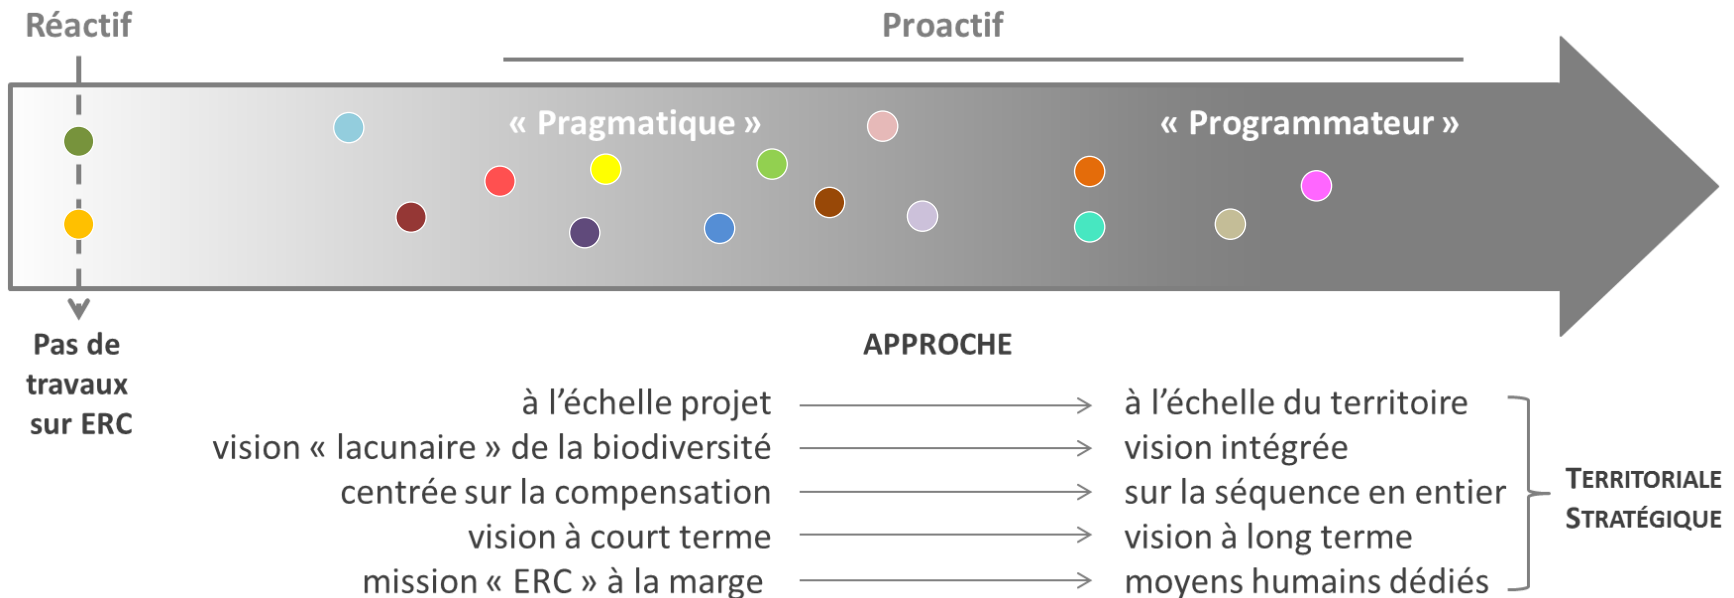 Réactif
Proactif
« Pragmatique »
« Programmateur »
Pas de
travaux
sur ERC
APPROCHE
à l’échelle projet
à l’échelle du territoire
vision « lacunaire » de la biodiversité
vision intégrée
centrée sur la compensation
sur la séquence en entier
vision à court terme
vision à long terme
mission « ERC » à la marge
moyens humains dédiés
TERRITORIALE
STRATÉGIQUE